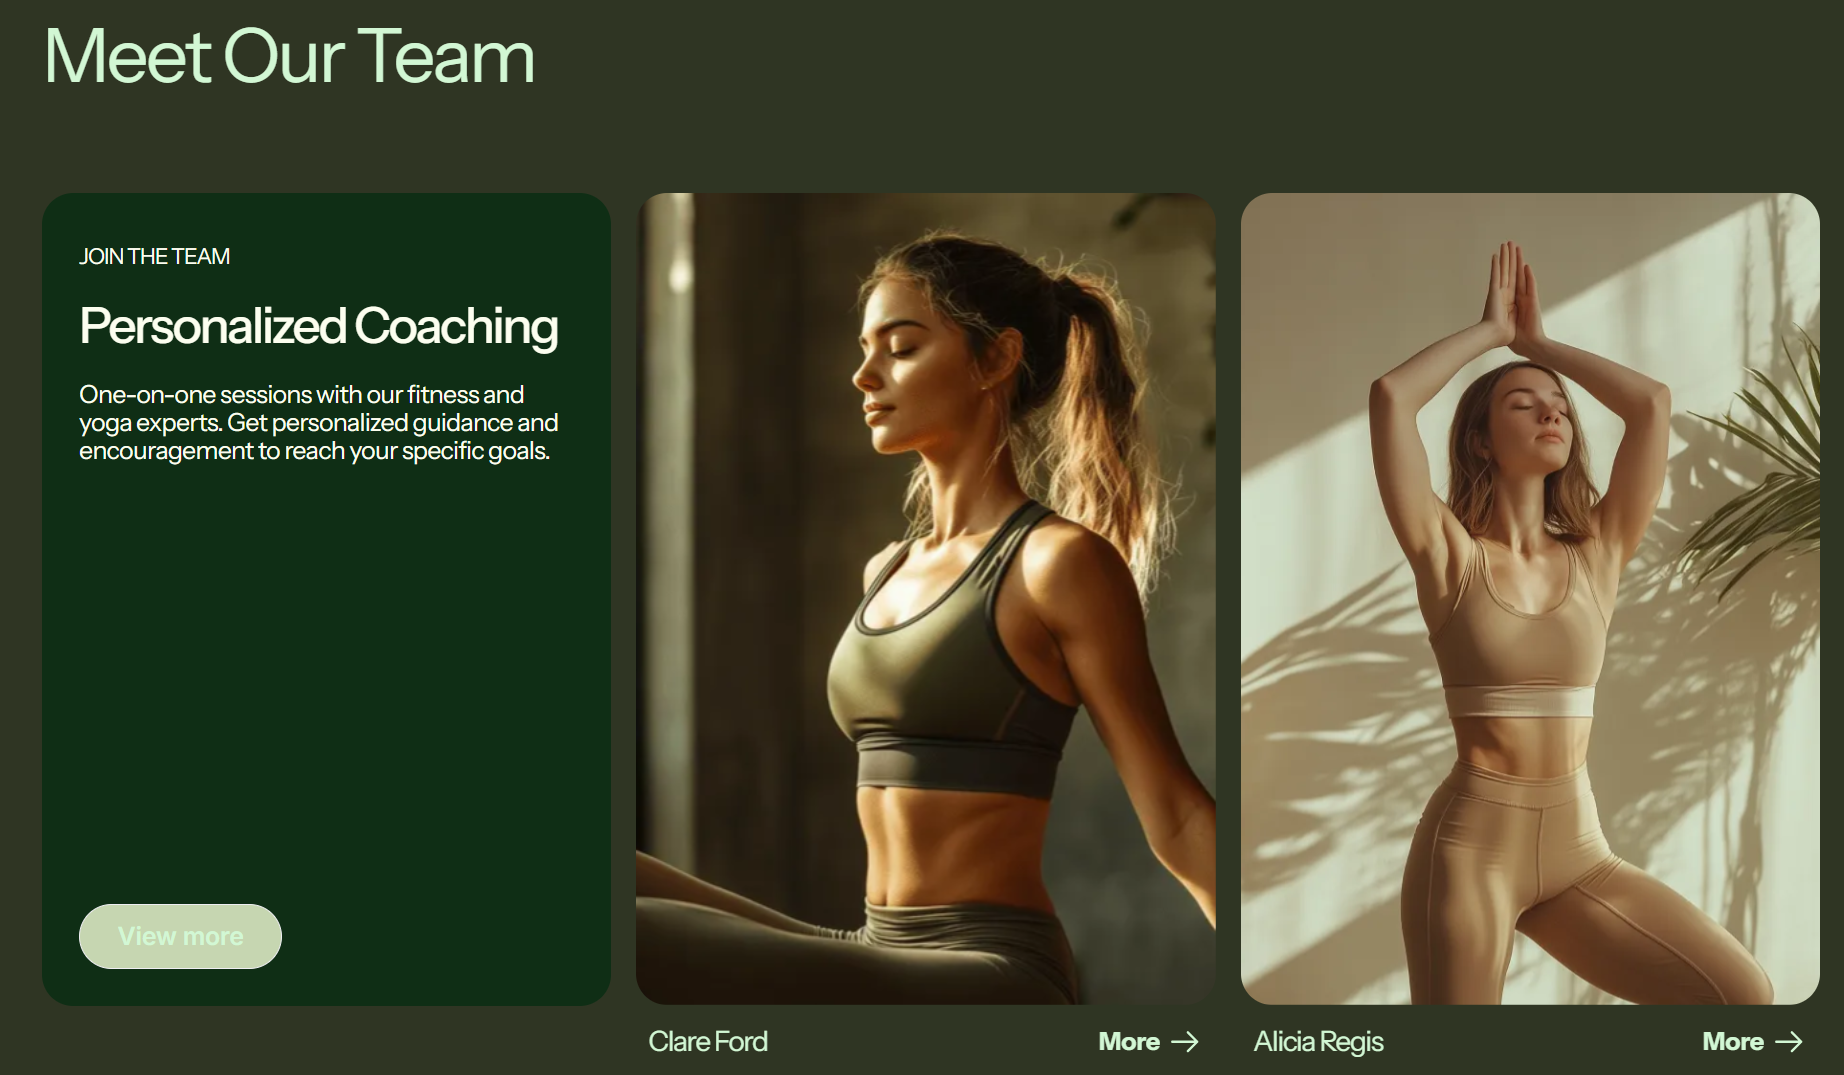 Meet Our Team
JOIN THE TEAM
Personalized Coaching
One-on-one sessions with our fitness and
yoga experts. Get personalized guidance and
encouragement to reach your specific goals.
View more
Clare Ford
More
Alicia Regis
More